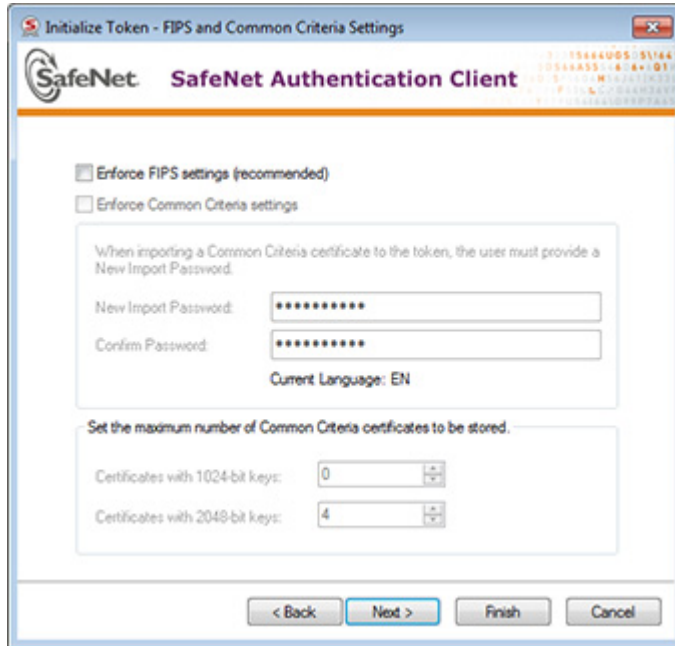 Initialize Token - FIPS and Common Criteria Settings
SafeNet. SafeNet Authentication Client
Enforce FIPS settings (recommended)
Enforce Common Criteria settings
When importing a Common Criteria certificate to the token, the user must provide a
New Import Password.
New Import Password: ••••••••••
Confirm Password: ••••••••••
Current Language: EN
Set the maximum number of Common Criteria certificates to be stored.
Certificates with 1024-bit keys: 0
Certificates with 2048-bit keys: 4
< Back Next > Finish Cancel